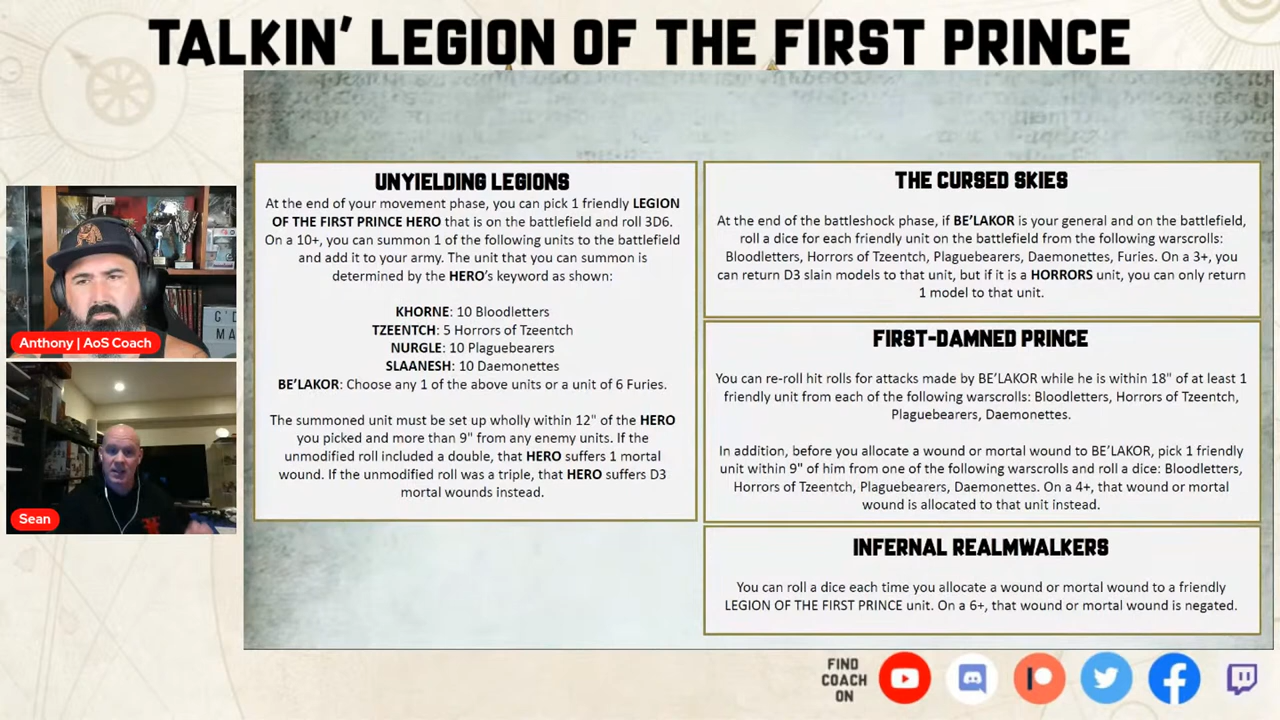 TALKIN' LEGION OF THE FIRST PRINCE
Anthony | AoS Coach
Sean
UNYIELDING LEGIONS
At the end of your movement phase, you can pick 1 friendly LEGION
OF THE FIRST PRINCE HERO that is on the battlefield and roll 3D6.
On a 10+, you can summon 1 of the following units to the battlefield
and add it to your army. The unit that you can summon is
determined by the HERO's keyword as shown:
KHORNE: 10 Bloodletters
TZEENTCH: 5 Horrors of Tzeentch
NURGLE: 10 Plaguebearers
SLAANESH: 10 Daemonettes
BE'LAKOR: Choose any 1 of the above units or a unit of 6 Furies.
The summoned unit must be set up wholly within 12" of the HERO
you picked and more than 9" from any enemy units. If the
unmodified roll included a double, that HERO suffers 1 mortal
wound. If the unmodified roll was a triple, that HERO suffers D3
mortal wounds instead.
THE CURSED SKIES
At the end of the battleshock phase, if BE'LAKOR is your general and on the battlefield,
roll a dice for each friendly unit on the battlefield from the following warscrolls:
Bloodletters, Horrors of Tzeentch, Plaguebearers, Daemonettes, Furies. On a 3+, you
can return D3 slain models to that unit, but if it is a HORRORS unit, you can only return
1 model to that unit.
FIRST-DAMNED PRINCE
You can re-roll hit rolls for attacks made by BE'LAKOR while he is within 18" of at least 1
friendly unit from each of the following warscrolls: Bloodletters, Horrors of Tzeentch,
Plaguebearers, Daemonettes.
In addition, before you allocate a wound or mortal wound to BE'LAKOR, pick 1 friendly
unit within 9" of him from one of the following warscrolls and roll a dice: Bloodletters,
Horrors of Tzeentch, Plaguebearers, Daemonettes. On a 4+, that wound or mortal
wound is allocated to that unit instead.
INFERNAL REALMWALKERS
You can roll a dice each time you allocate a wound or mortal wound to a friendly
LEGION OF THE FIRST PRINCE unit. On a 6+, that wound or mortal wound is negated.
FIND
COACH
ON